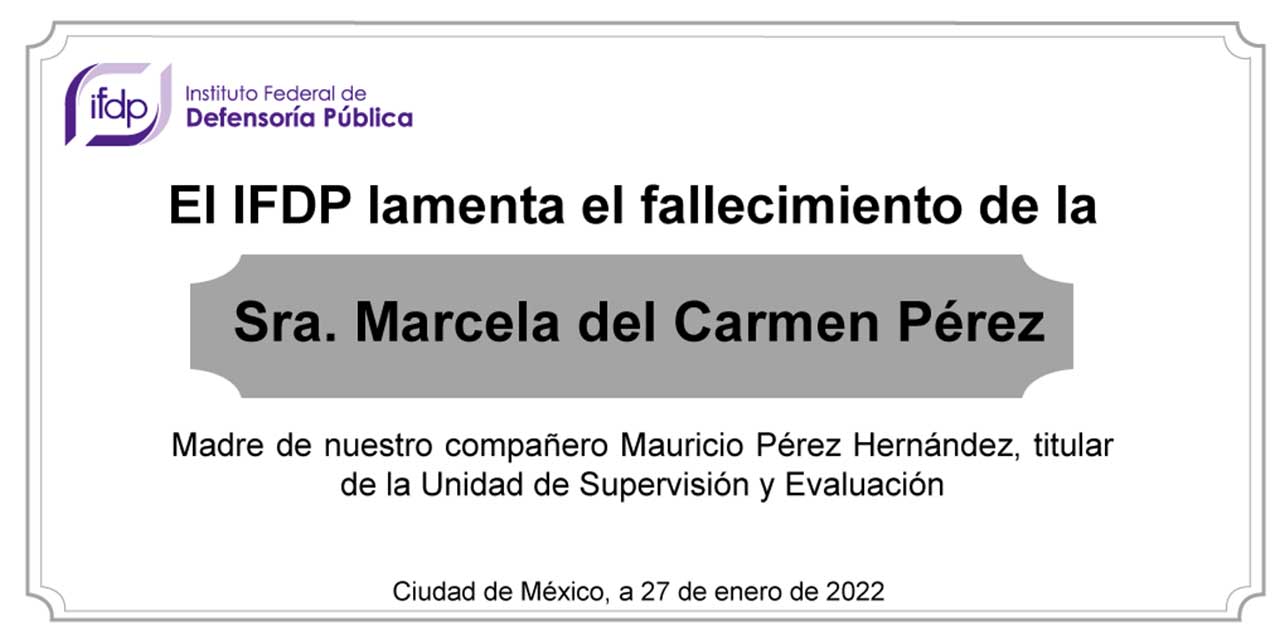 ifdp
Instituto Federal de
Defensoría Pública
El IFDP lamenta el fallecimiento de la
Sra. Marcela del Carmen Pérez
Madre de nuestro compañero Mauricio Pérez Hernández, titular
de la Unidad de Supervisión y Evaluación
Ciudad de México, a 27 de enero de 2022